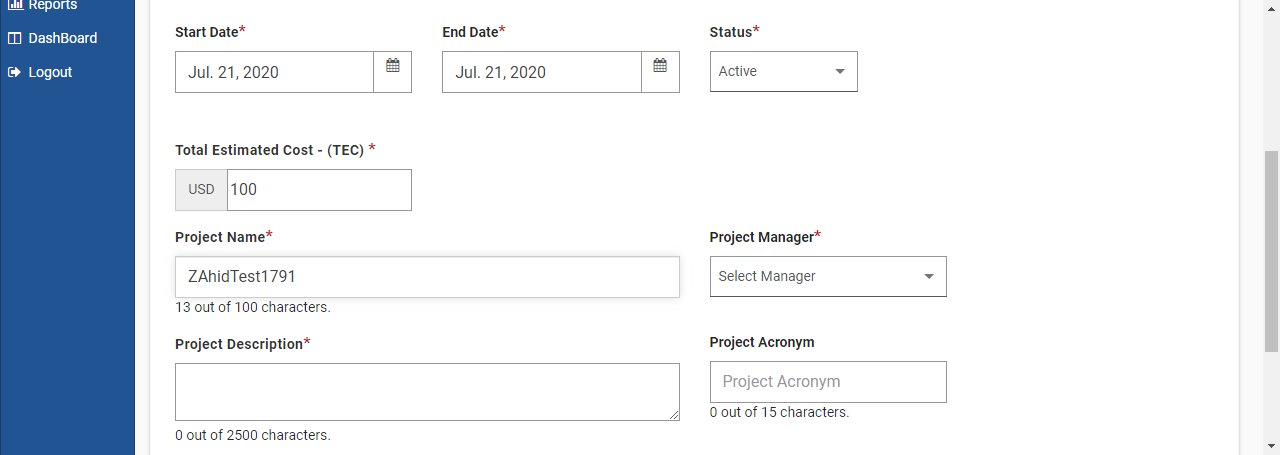 Reports
DashBoard
Logout
Start Date*
End Date*
Status*
Jul. 21, 2020
Jul. 21, 2020
Active
Total Estimated Cost - (TEC) *
USD
100
Project Name*
Project Manager*
ZAhidTest1791
Select Manager
13 out of 100 characters.
Project Description*
Project Acronym
Project Acronym
0 out of 15 characters.
0 out of 2500 characters.